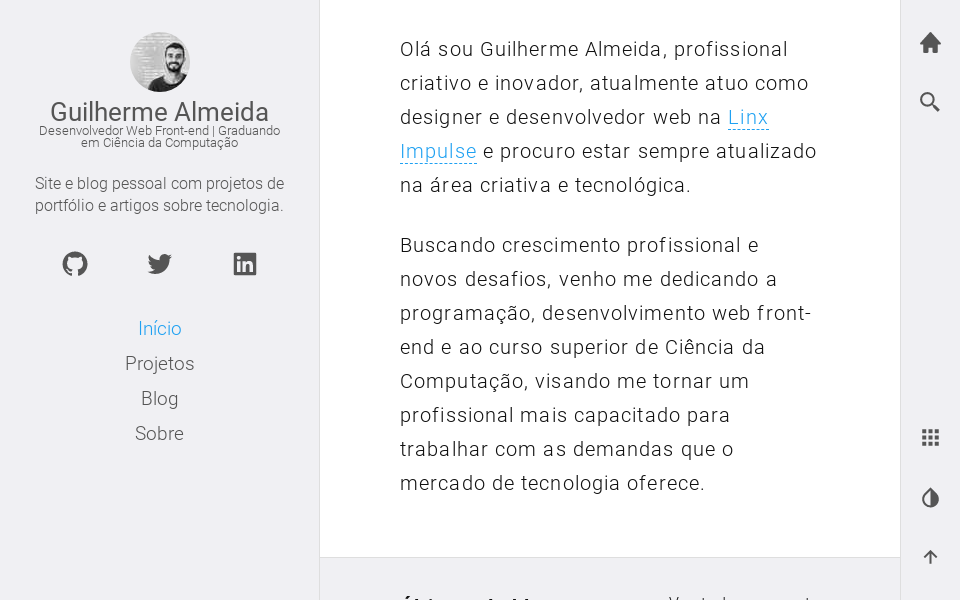 Guilherme Almeida
Desenvolvedor Web Front-end | Graduando
em Ciência da Computação
Site e blog pessoal com projetos de
portfólio e artigos sobre tecnologia.
Início
Projetos
Blog
Sobre
Olá sou Guilherme Almeida, profissional
criativo e inovador, atualmente atuo como
designer e desenvolvedor web na Linx
Impulse e procuro estar sempre atualizado
na área criativa e tecnológica.
Buscando crescimento profissional e
novos desafios, venho me dedicando a
programação, desenvolvimento web front-
end e ao curso superior de Ciência da
Computação, visando me tornar um
profissional mais capacitado para
trabalhar com as demandas que o
mercado de tecnologia oferece.